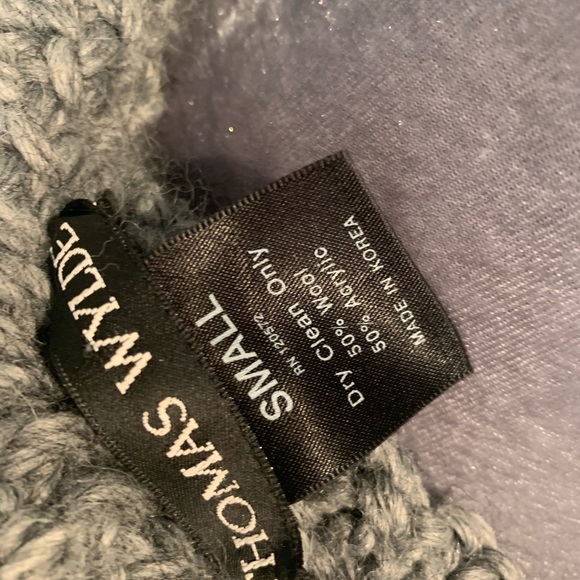 THOMAS WYLDE
SMALL
RN 120572
Dry Clean Only
50% Wool
50% Acrylic
MADE IN KOREA